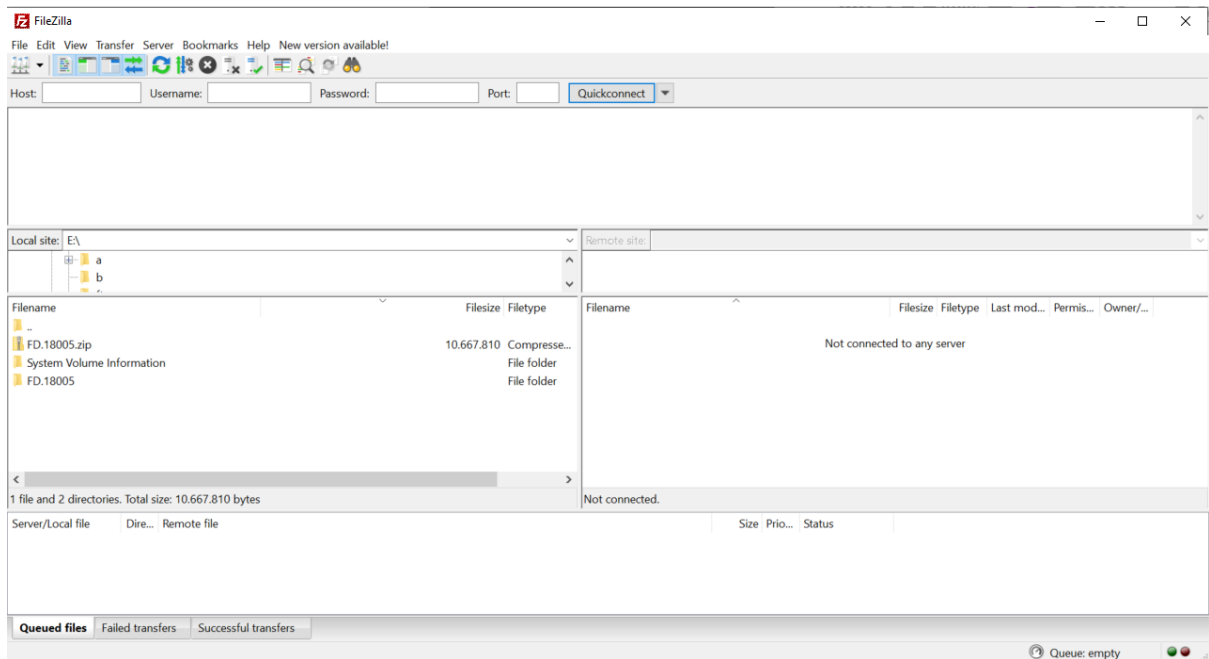 FileZilla
File Edit View Transfer Server Bookmarks Help New version available!
Host: Username: Password: Port: Quickconnect
Local site: E:\ Remote site:
a
b
Filename Filesize Filetype Filename Filesize Filetype Last mod... Permis... Owner/...
..
FD.18005.zip 10.667.810 Compresse... Not connected to any server
System Volume Information File folder
FD.18005 File folder
1 file and 2 directories. Total size: 10.667.810 bytes Not connected.
Server/Local file Dire... Remote file Size Prio... Status
Queued files Failed transfers Successful transfers
Queue: empty